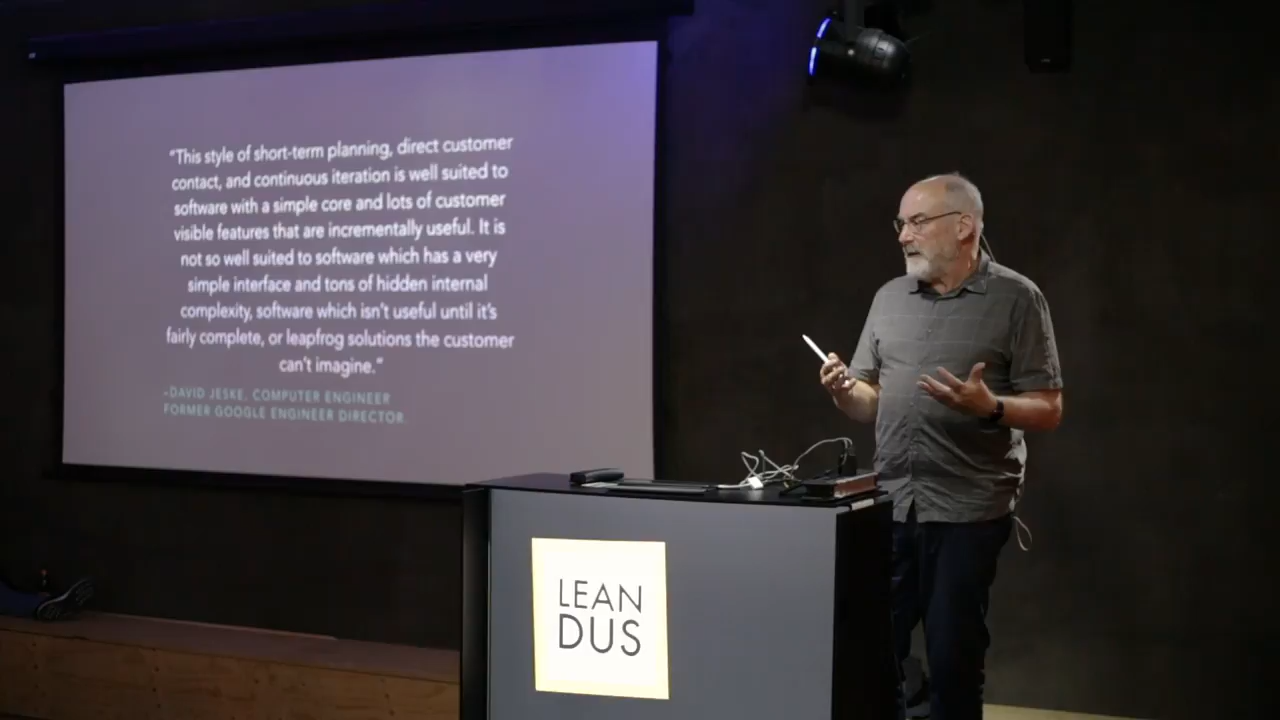 “This style of short-term planning, direct customer
contact, and continuous iteration is well suited to
software with a simple core and lots of customer
visible features that are incrementally useful. It is
not so well suited to software which has a very
simple interface and tons of hidden internal
complexity, software which isn’t useful until it’s
fairly complete, or leapfrog solutions the customer
can’t imagine.”
–DAVID JESKE, COMPUTER ENGINEER
FORMER GOOGLE ENGINEER DIRECTOR.
LEAN
DUS